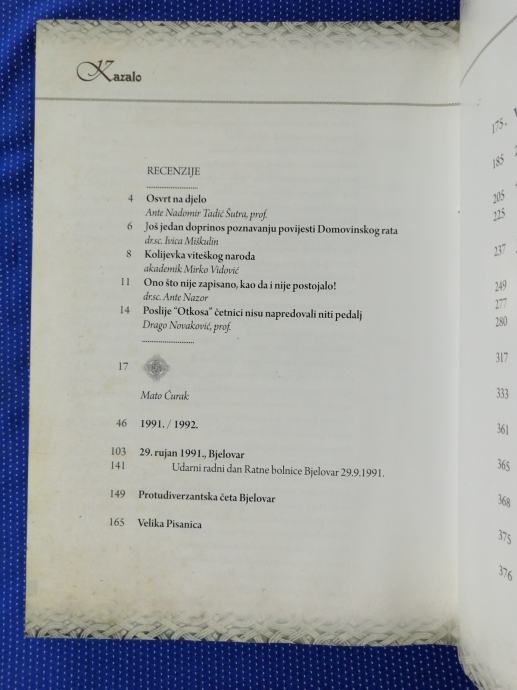 Kazalo
RECENZIJE
4 Osvrt na djelo
Ante Nadomir Tadić Šutra, prof.
6 Još jedan doprinos poznavanju povijesti Domovinskog rata
dr.sc. Ivica Miškulin
8 Kolijevka viteškog naroda
akademik Mirko Vidović
11 Ono što nije zapisano, kao da i nije postojalo!
dr.sc. Ante Nazor
14 Poslije "Otkosa" četnici nisu napredovali niti pedalj
Drago Novaković, prof.
17
Mato Ćurak
46 1991. / 1992.
103 29. rujan 1991., Bjelovar
141 Udarni radni dan Ratne bolnice Bjelovar 29.9.1991.
149 Protudiverzantska četa Bjelovar
165 Velika Pisanica
175.
185
205
225
237
249
277
280
317
333
361
365
368
375
376